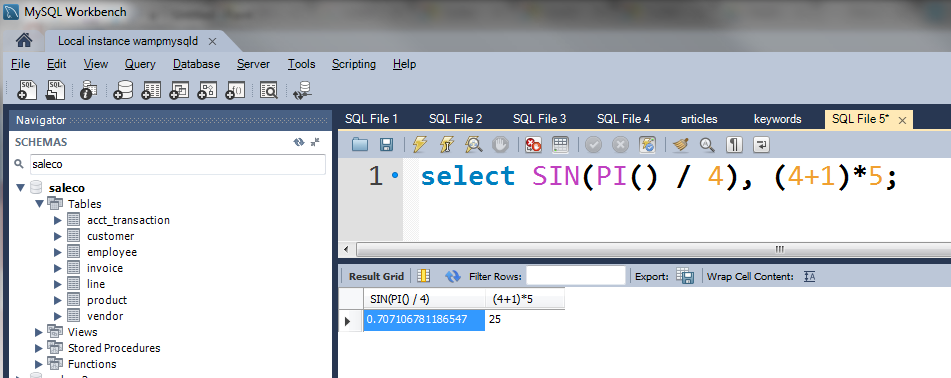 MySQL Workbench
Local instance wampmysqld ×
File Edit View Query Database Server Tools Scripting Help
Navigator
SCHEMAS
saleco
saleco
Tables
acct_transaction
customer
employee
invoice
line
product
vendor
Views
Stored Procedures
Functions
SQL File 1 SQL File 2 SQL File 3 SQL File 4 articles keywords SQL File 5* ×
1 select SIN(PI() / 4), (4+1)*5;
Result Grid Filter Rows: Export: Wrap Cell Content:
SIN(PI() / 4) (4+1)*5
0.707106781186547 25